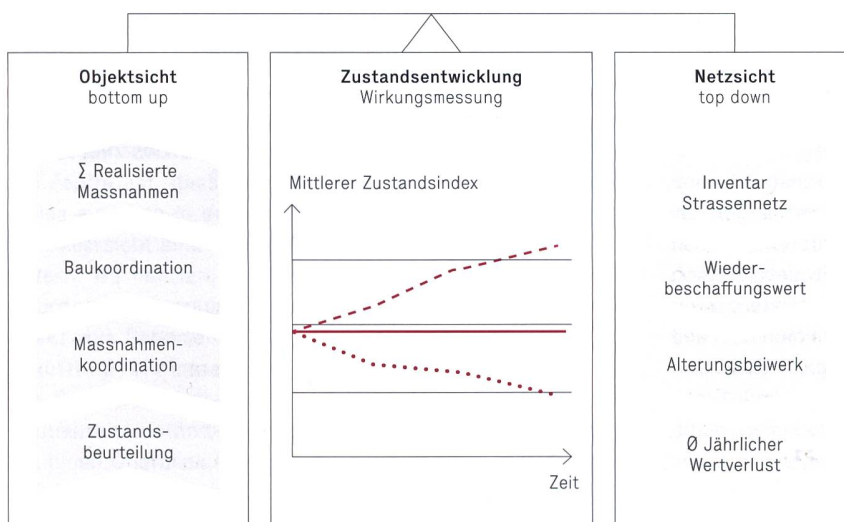 Objektsicht
bottom up
∑ Realisierte
Massnahmen
Baukoordination
Massnahmen-
koordination
Zustands-
beurteilung
Zustandsentwicklung
Wirkungsmessung
Mittlerer Zustandsindex
Zeit
Netzsicht
top down
Inventar
Strassennetz
Wieder-
beschaffungswert
Alterungsbeiwerk
Ø Jährlicher
Wertverlust